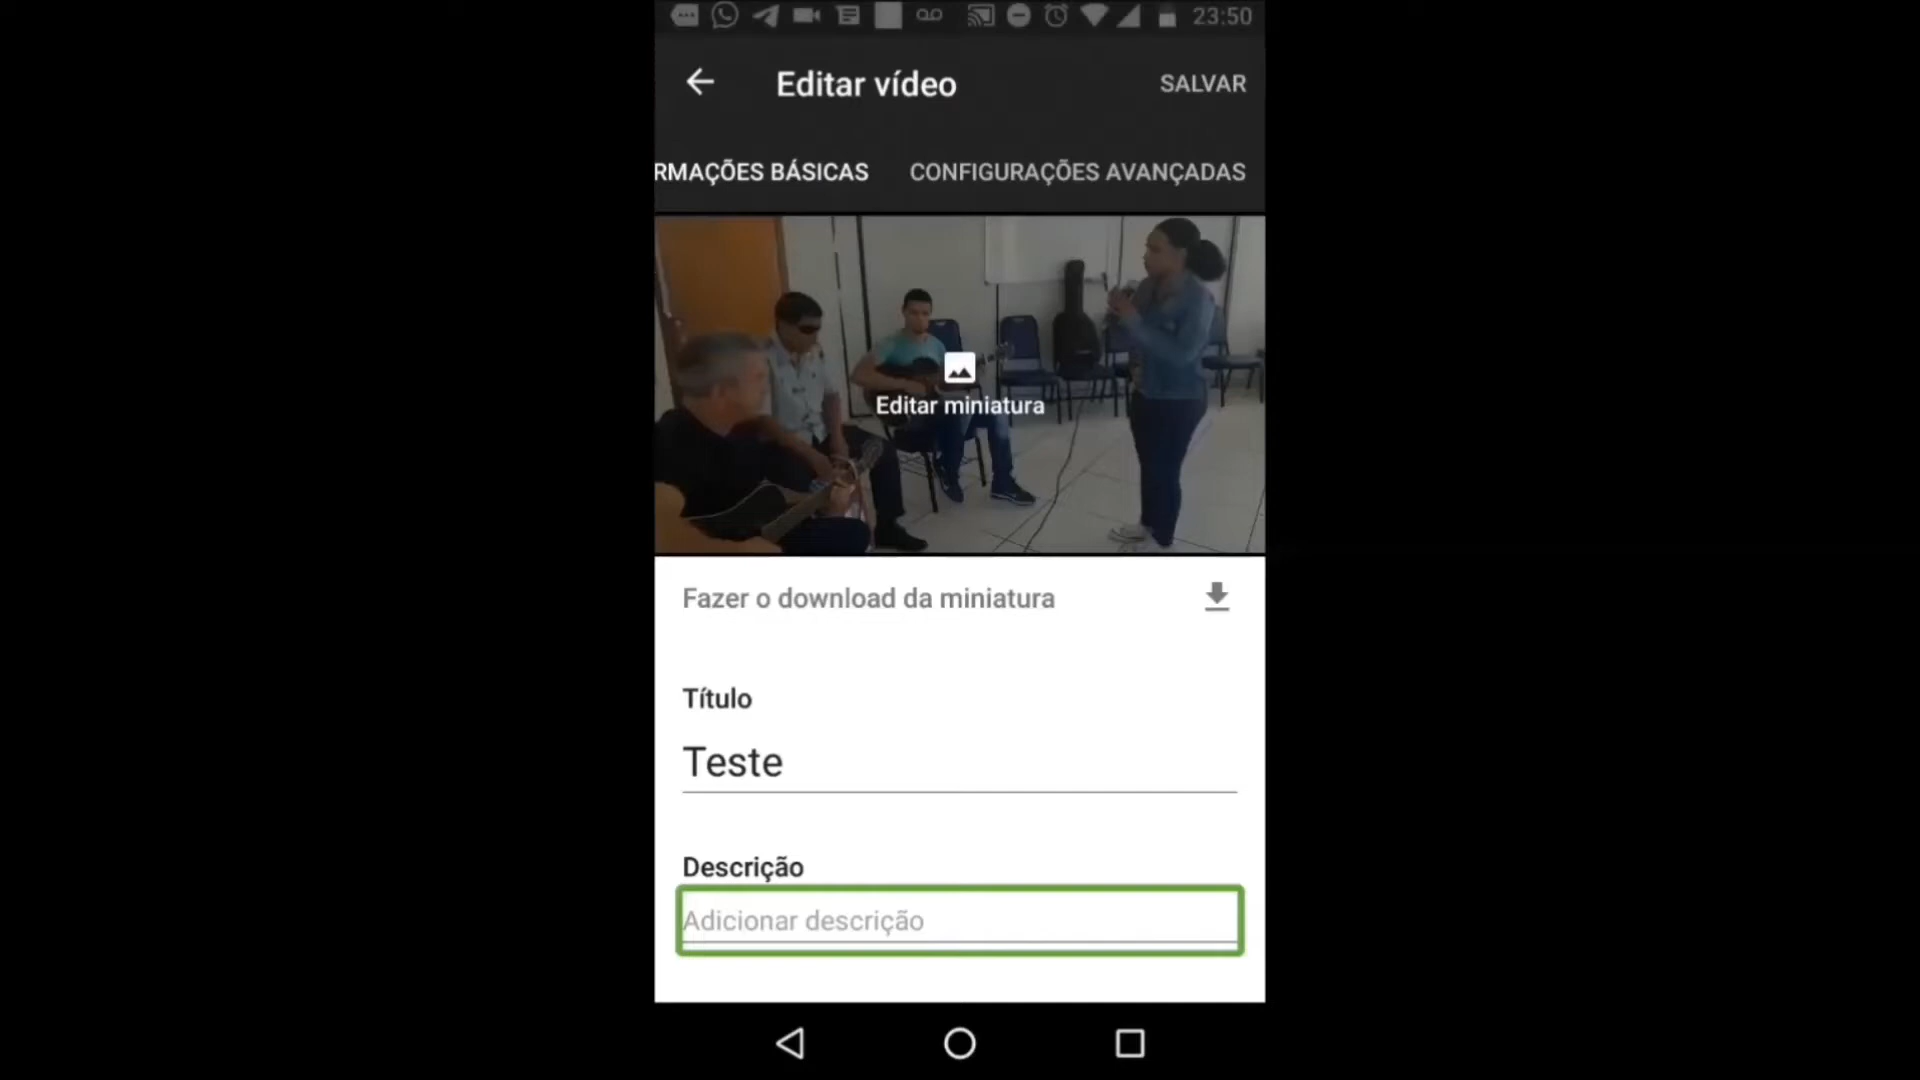 23:50
Editar vídeo
SALVAR
RMAÇÕES BÁSICAS
CONFIGURAÇÕES AVANÇADAS
Editar miniatura
Fazer o download da miniatura
Título
Teste
Descrição
Adicionar descrição